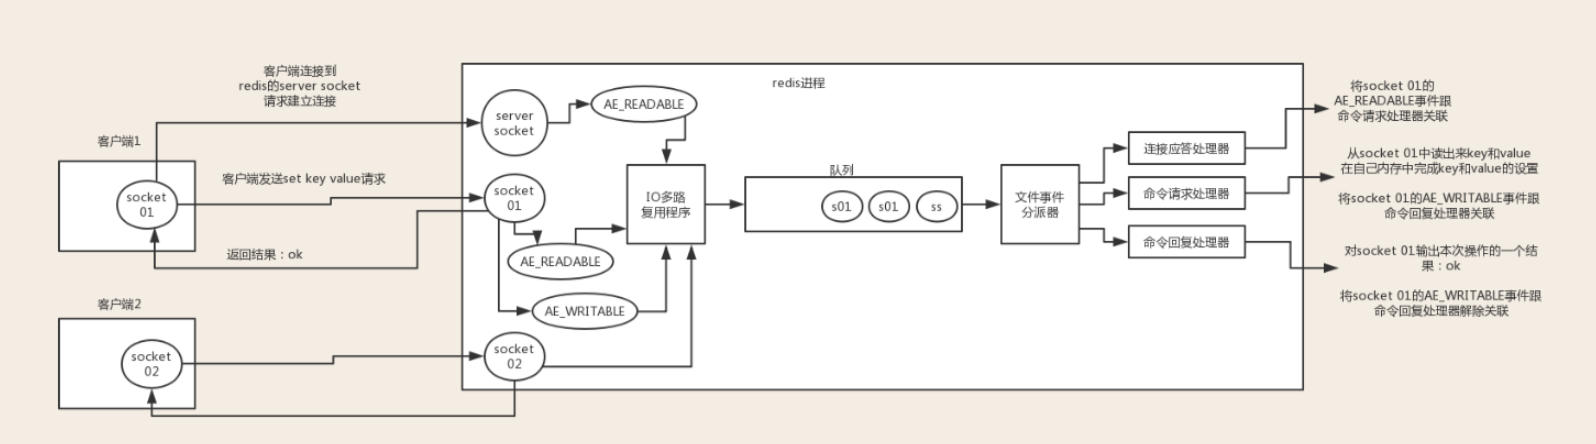 客户端连接到
redis的server socket
请求建立连接
客户端1
socket
01
客户端发送set key value请求
返回结果：ok
客户端2
socket
02
redis进程
server
socket
AE_READABLE
socket
01
AE_READABLE
AE_WRITABLE
socket
02
IO多路
复用程序
队列
s01
s01
ss
文件事件
分派器
连接应答处理器
命令请求处理器
命令回复处理器
将socket 01的
AE_READABLE事件跟
命令请求处理器关联
从socket 01中读出来key和value
在自己内存中完成key和value的设置
将socket 01的AE_WRITABLE事件跟
命令回复处理器关联
对socket 01输出本次操作的一个结
果：ok
将socket 01的AE_WRITABLE事件跟
命令回复处理器解除关联